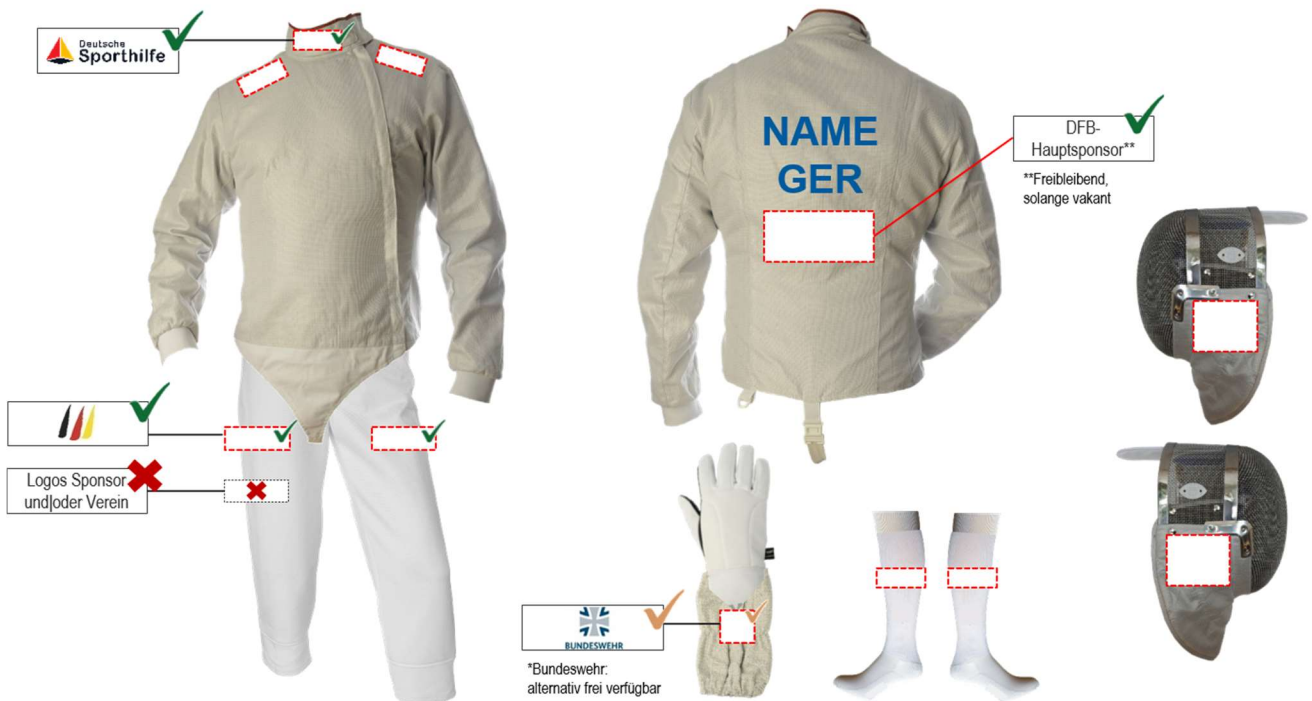 Deutsche
Sporthilfe
NAME
GER
DFB-
Hauptsponsor**
**Freibleibend,
solange vakant
Logos Sponsor
und|oder Verein
BUNDESWEHR
*Bundeswehr:
alternativ frei verfügbar